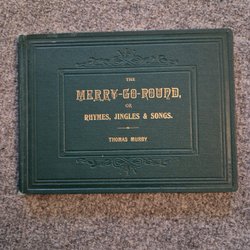 THE
MERRY-GO-ROUND,
OR
RHYMES, JINGLES & SONGS.
THOMAS MURBY